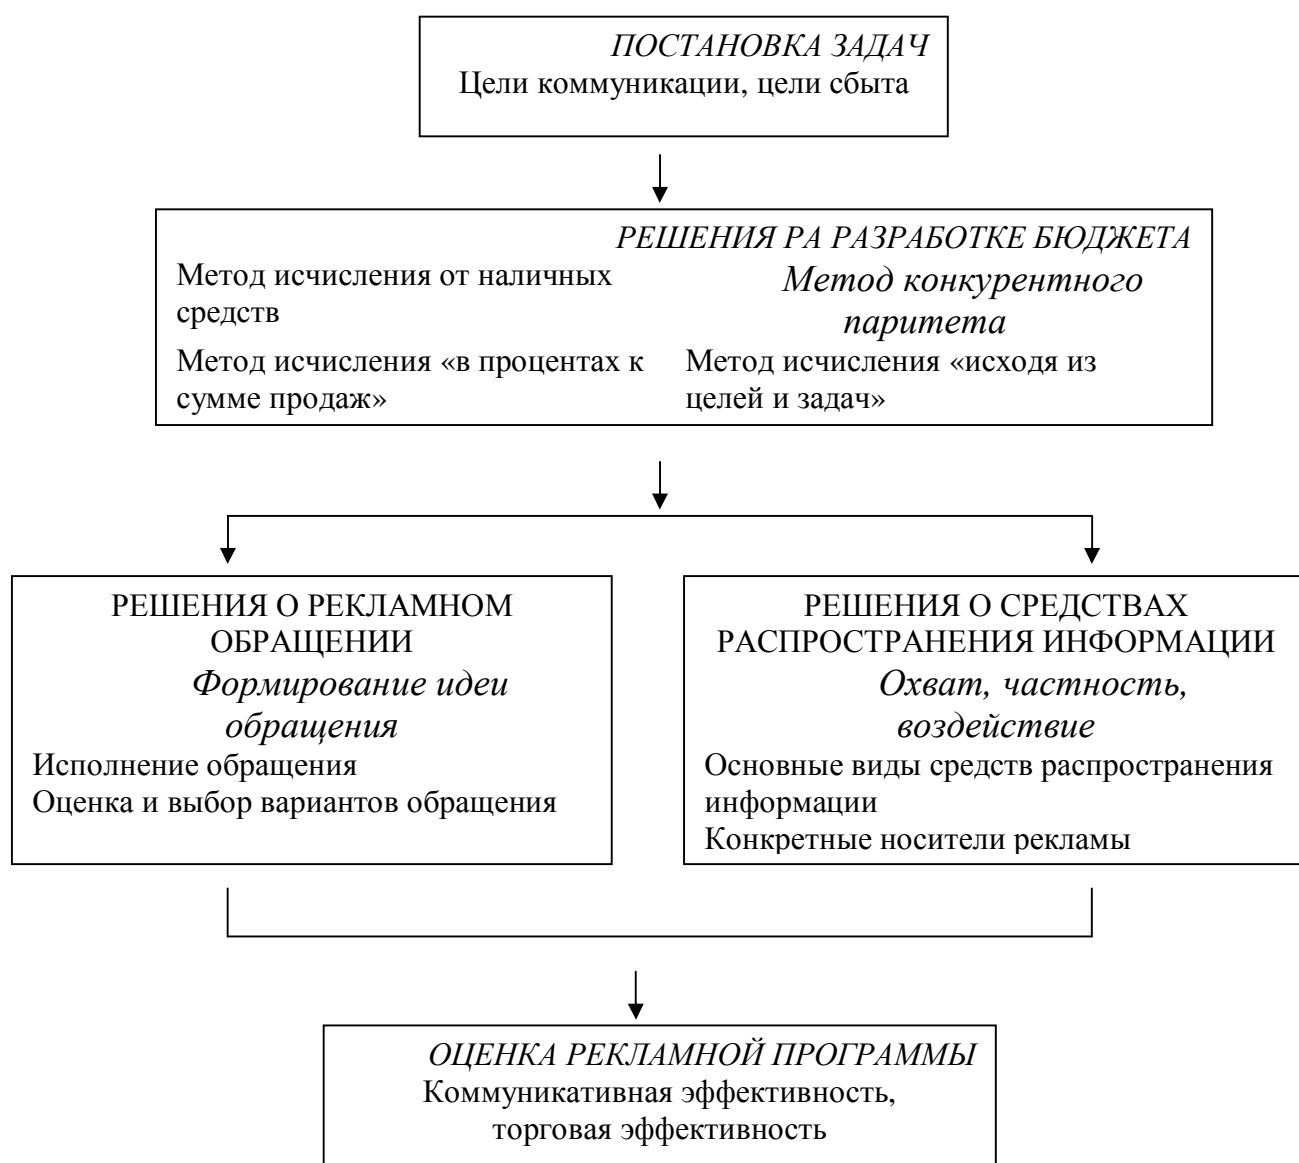 ПОСТАНОВКА ЗАДАЧ
Цели коммуникации, цели сбыта
РЕШЕНИЯ РА РАЗРАБОТКЕ БЮДЖЕТА
Метод исчисления от наличных
средств
Метод конкурентного
паритета
Метод исчисления «в процентах к
сумме продаж»
Метод исчисления «исходя из
целей и задач»
РЕШЕНИЯ О РЕКЛАМНОМ
ОБРАЩЕНИИ
Формирование идеи
обращения
Исполнение обращения
Оценка и выбор вариантов обращения
РЕШЕНИЯ О СРЕДСТВАХ
РАСПРОСТРАНЕНИЯ ИНФОРМАЦИИ
Охват, частность,
воздействие
Основные виды средств распространения
информации
Конкретные носители рекламы
ОЦЕНКА РЕКЛАМНОЙ ПРОГРАММЫ
Коммуникативная эффективность,
торговая эффективность